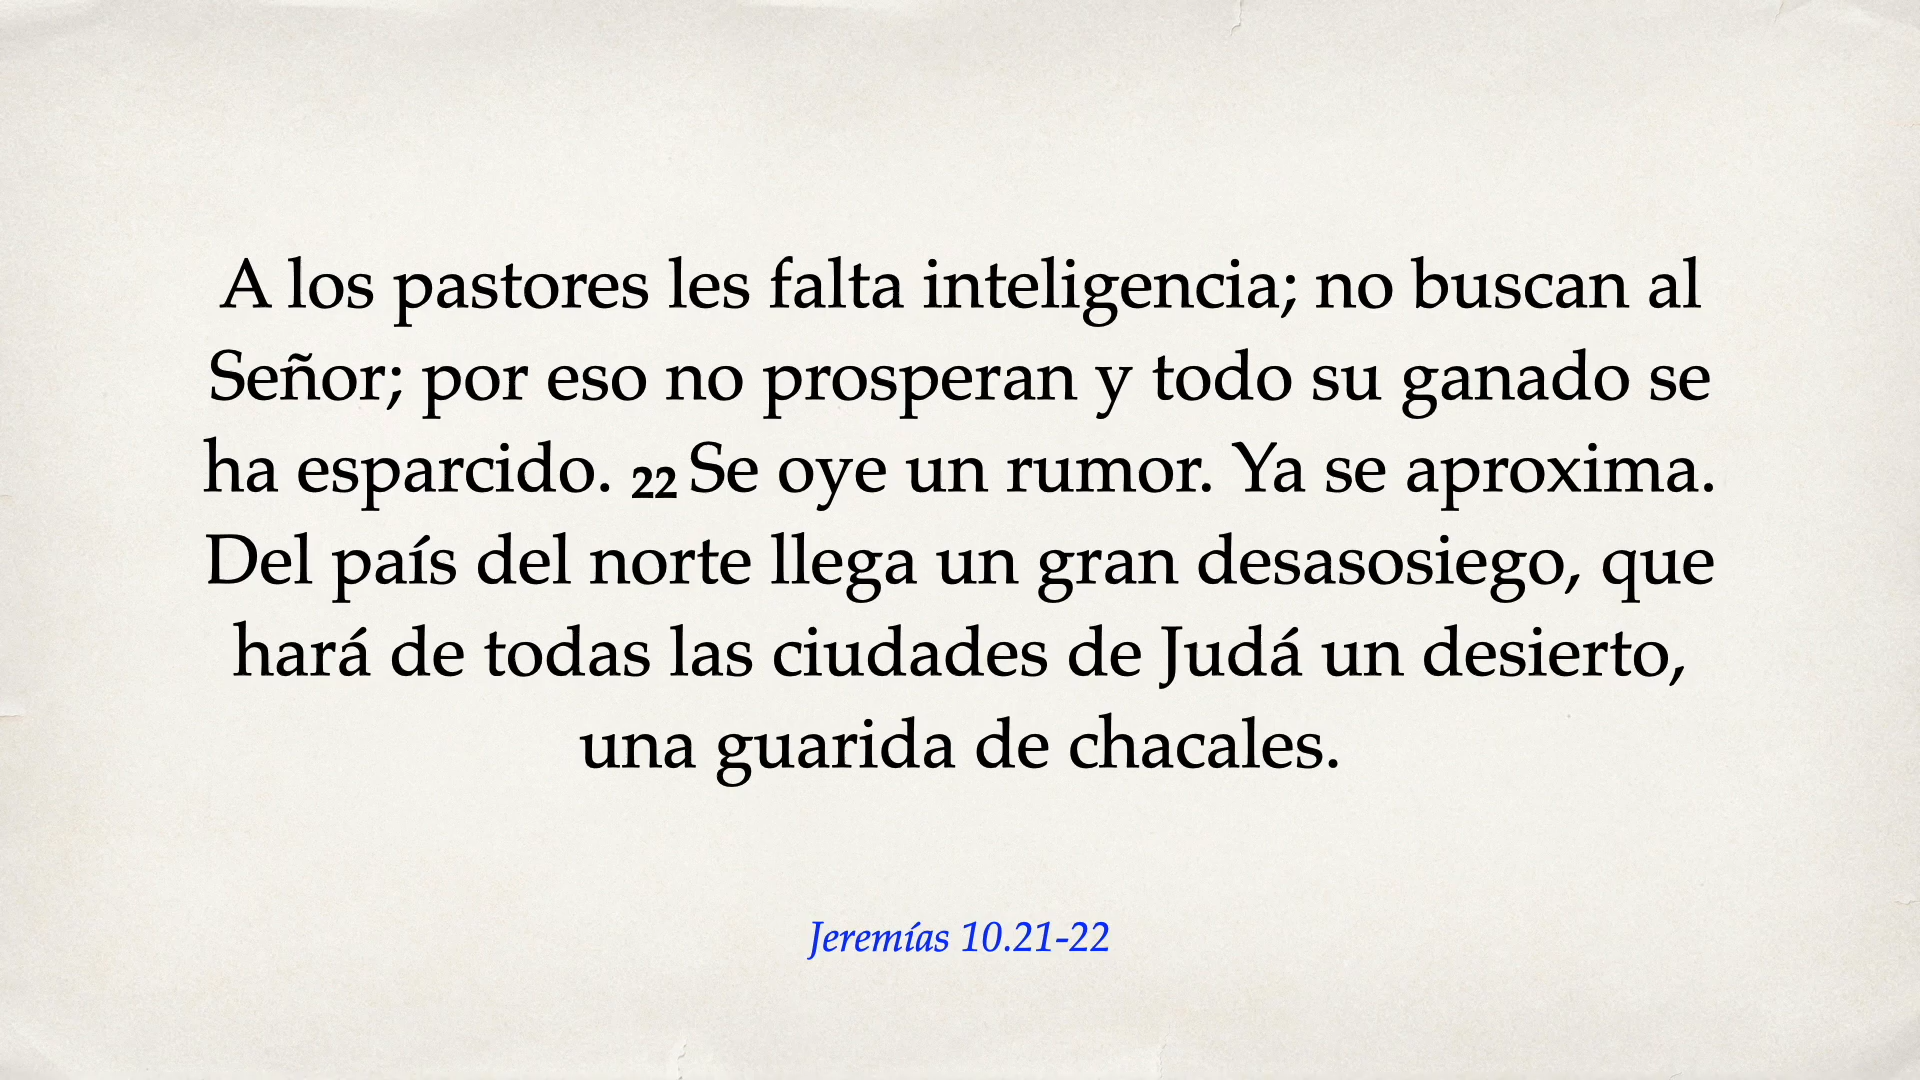 A los pastores les falta inteligencia; no buscan al
Señor; por eso no prosperan y todo su ganado se
ha esparcido. 22 Se oye un rumor. Ya se aproxima.
Del país del norte llega un gran desasosiego, que
hará de todas las ciudades de Judá un desierto,
una guarida de chacales.
Jeremías 10.21-22